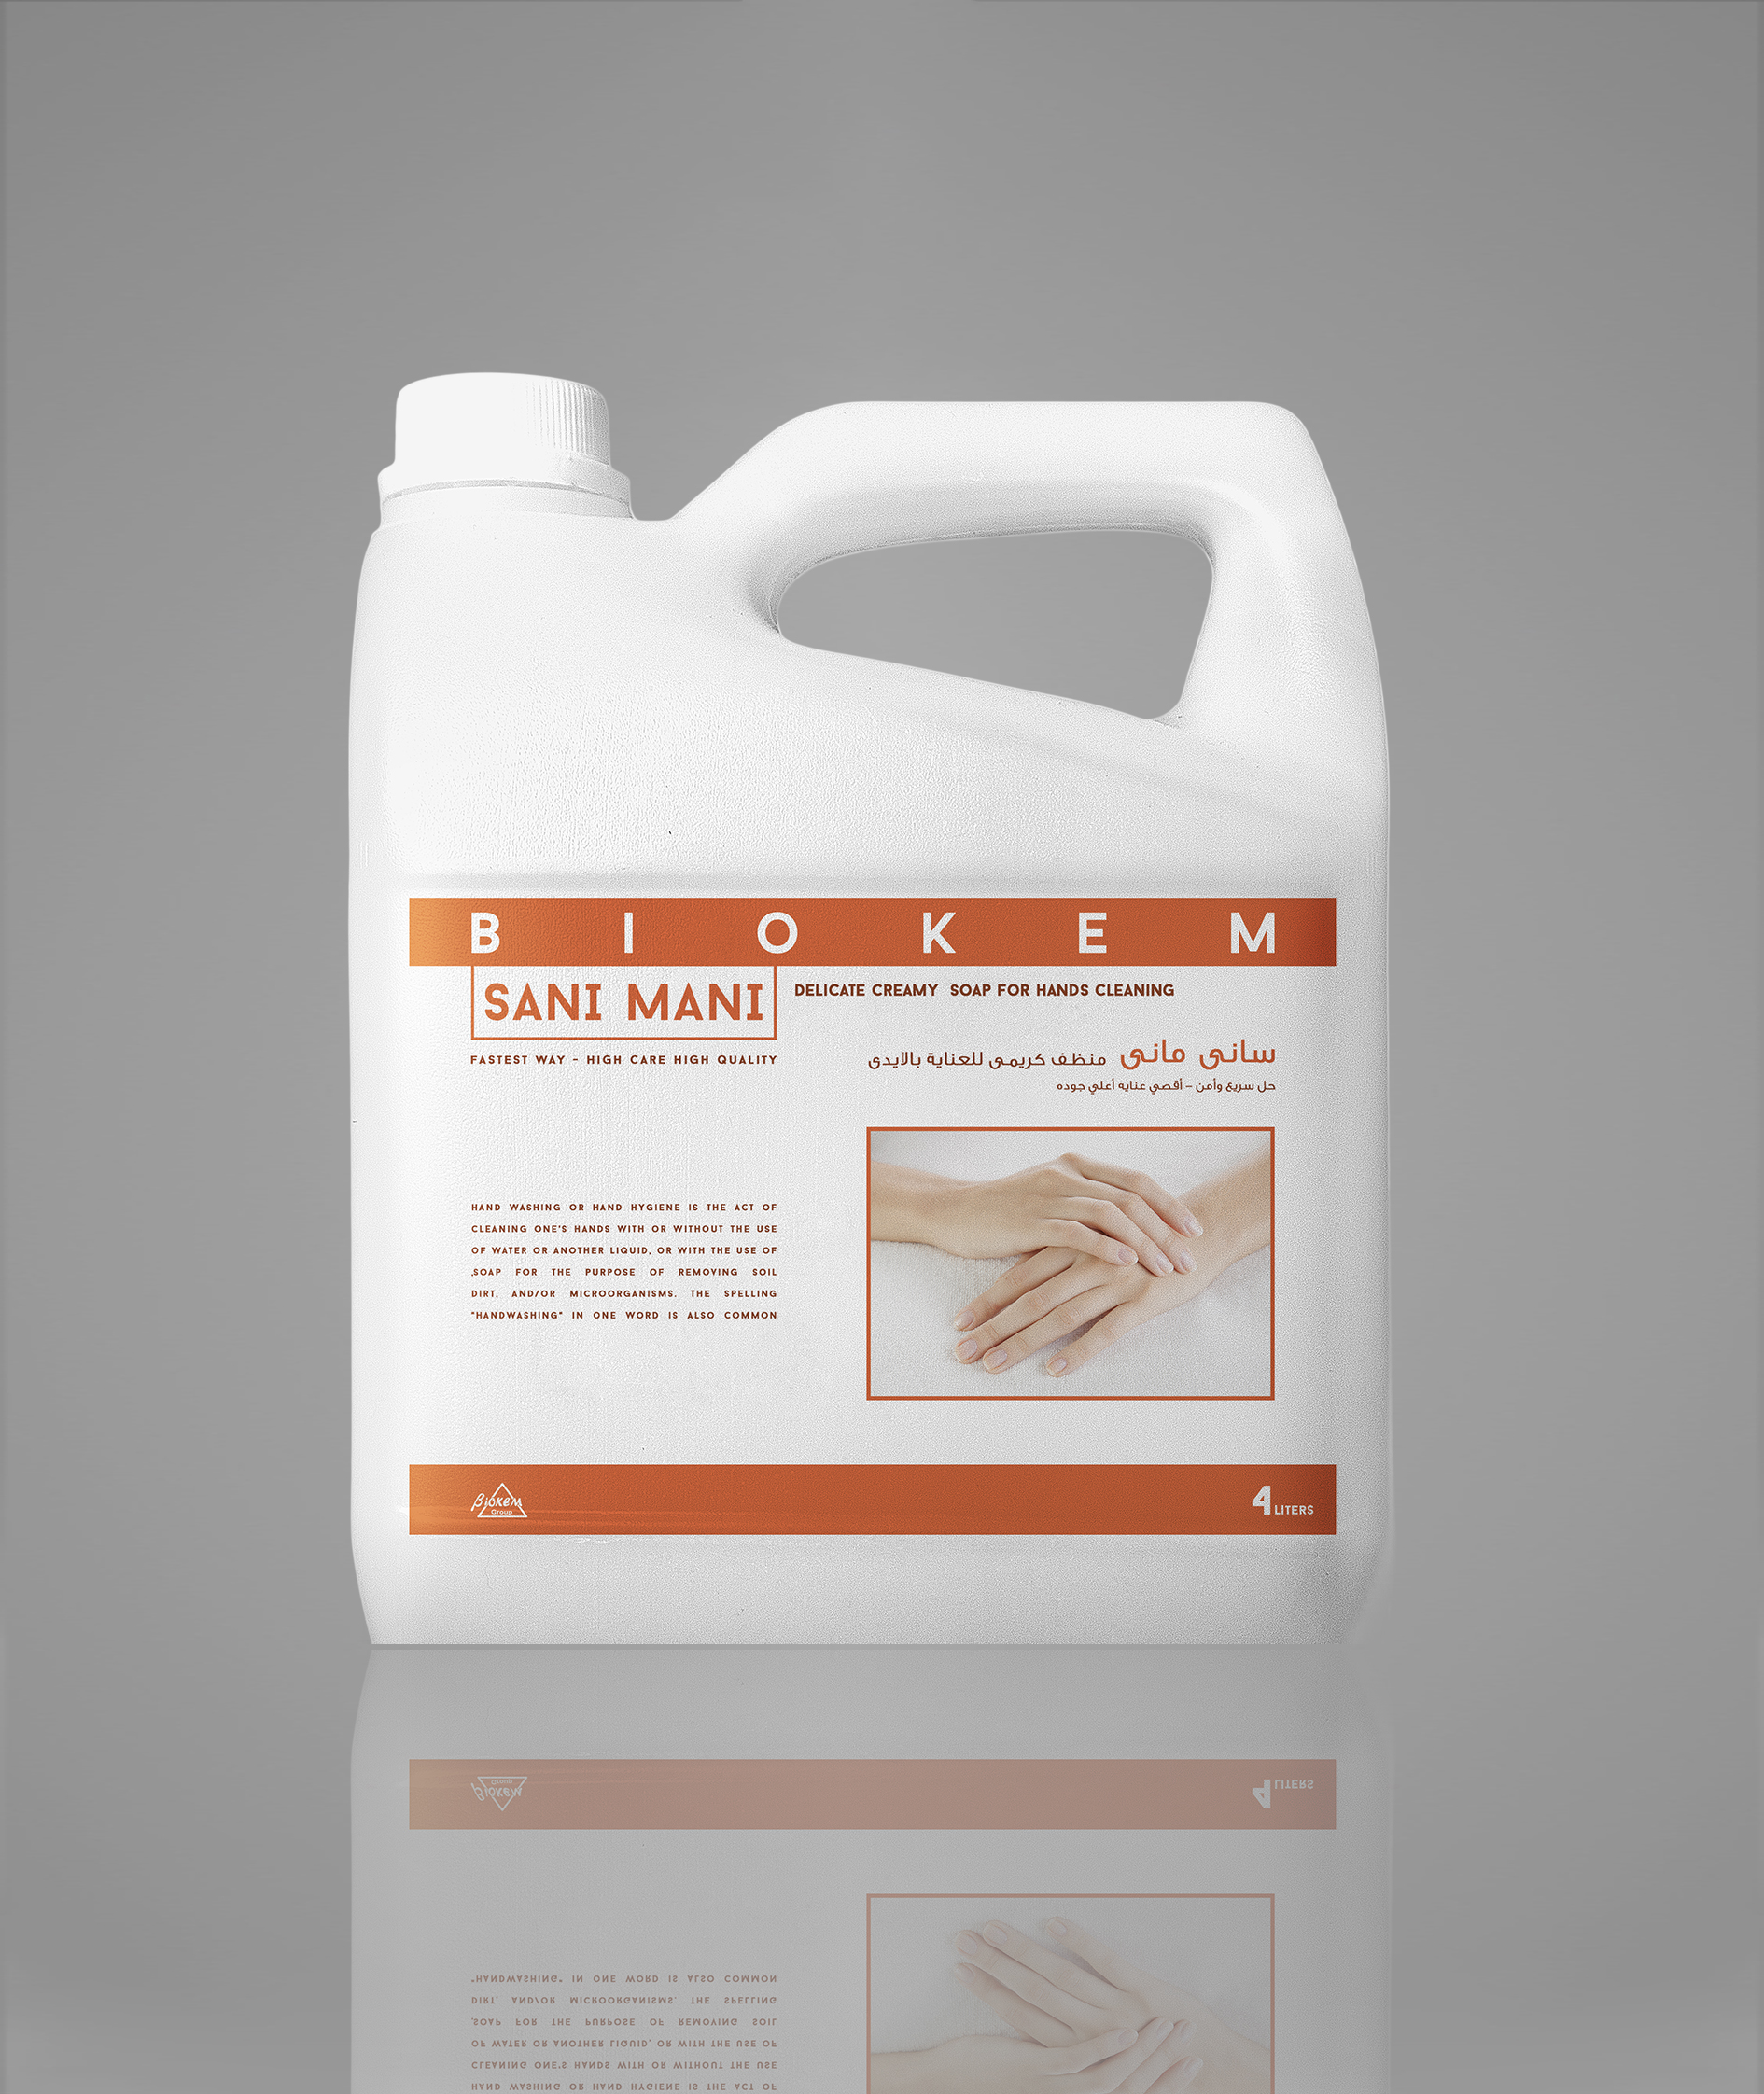 BIOKEM
SANI MANI
DELICATE CREAMY SOAP FOR HANDS CLEANING
FASTEST WAY - HIGH CARE HIGH QUALITY
سانى مانى منظف كريمى للعناية بالايدى
حل سريع وأمن – أقصي عنايه أعلي جوده
HAND WASHING OR HAND HYGIENE IS THE ACT OF
CLEANING ONE'S HANDS WITH OR WITHOUT THE USE
OF WATER OR ANOTHER LIQUID, OR WITH THE USE OF
,SOAP FOR THE PURPOSE OF REMOVING SOIL
DIRT, AND/OR MICROORGANISMS. THE SPELLING
"HANDWASHING" IN ONE WORD IS ALSO COMMON
Biokem
Group
4 LITERS